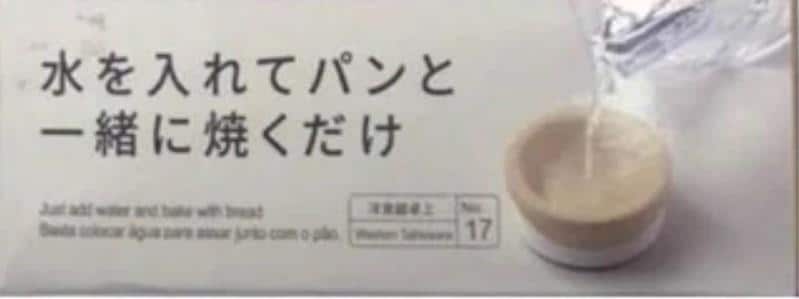 水を入れてパンと
一緒に焼くだけ
Just add water and bake with bread
Basta colocar água para assar junto com o pão.
洋食器卓上
Western Tableware
No.
17